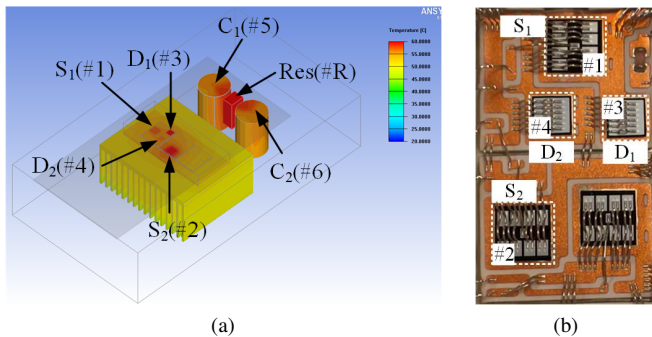 ANSY
Temperature [C]
60.0000
55.0000
50.0000
45.0000
40.0000
35.0000
30.0000
25.0000
20.0000
C₁(#5)
D₁(#3)
S₁(#1)
Res(#R)
D₂(#4)
C₂(#6)
S₂(#2)
(a)
S₁
#1
#3
#4
D₂
D₁
S₂
#2
(b)